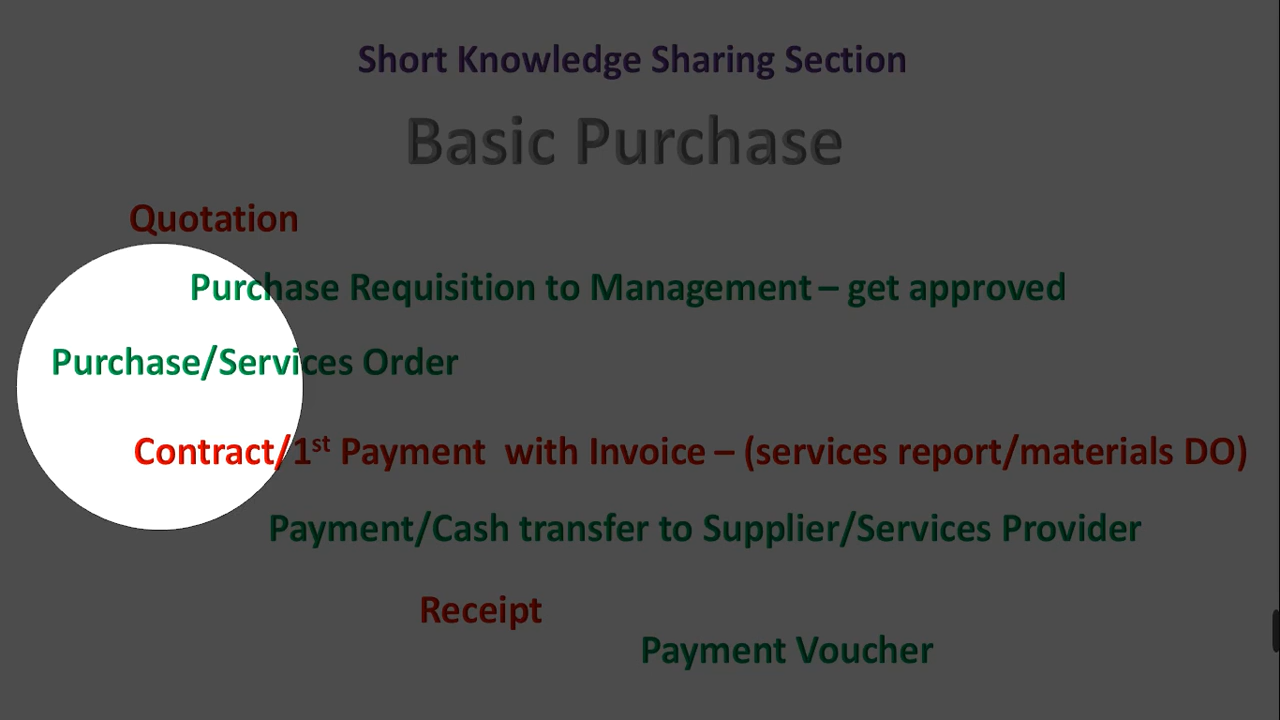 Short Knowledge Sharing Section
Basic Purchase
Quotation
Purchase Requisition to Management – get approved
Purchase/Services Order
Contract/1st Payment with Invoice – (services report/materials DO)
Payment/Cash transfer to Supplier/Services Provider
Receipt
Payment Voucher